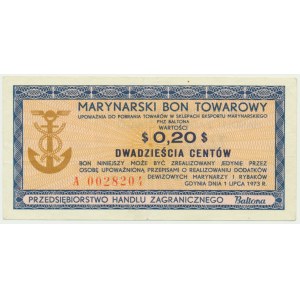 MARYNARSKI BON TOWAROWY
UPOWAŻNIA DO POBRANIA TOWARÓW W SKLEPACH EKSPORTU MARYNARSKIEGO
PHZ BALTONA
WARTOŚCI
$ 0,20 $
DWADZIEŚCIA CENTÓW
BON NINIEJSZY MOŻE BYĆ ZREALIZOWANY JEDYNIE PRZEZ
OSOBĘ UPOWAŻNIONĄ PRZEPISAMI O REALIZOWANIU DODATKÓW
DEWIZOWYCH MARYNARZY I RYBAKÓW
A 0028204
GDYNIA DNIA 1 LIPCA 1973 R.
PRZEDSIĘBIORSTWO HANDLU ZAGRANICZNEGO Baltona